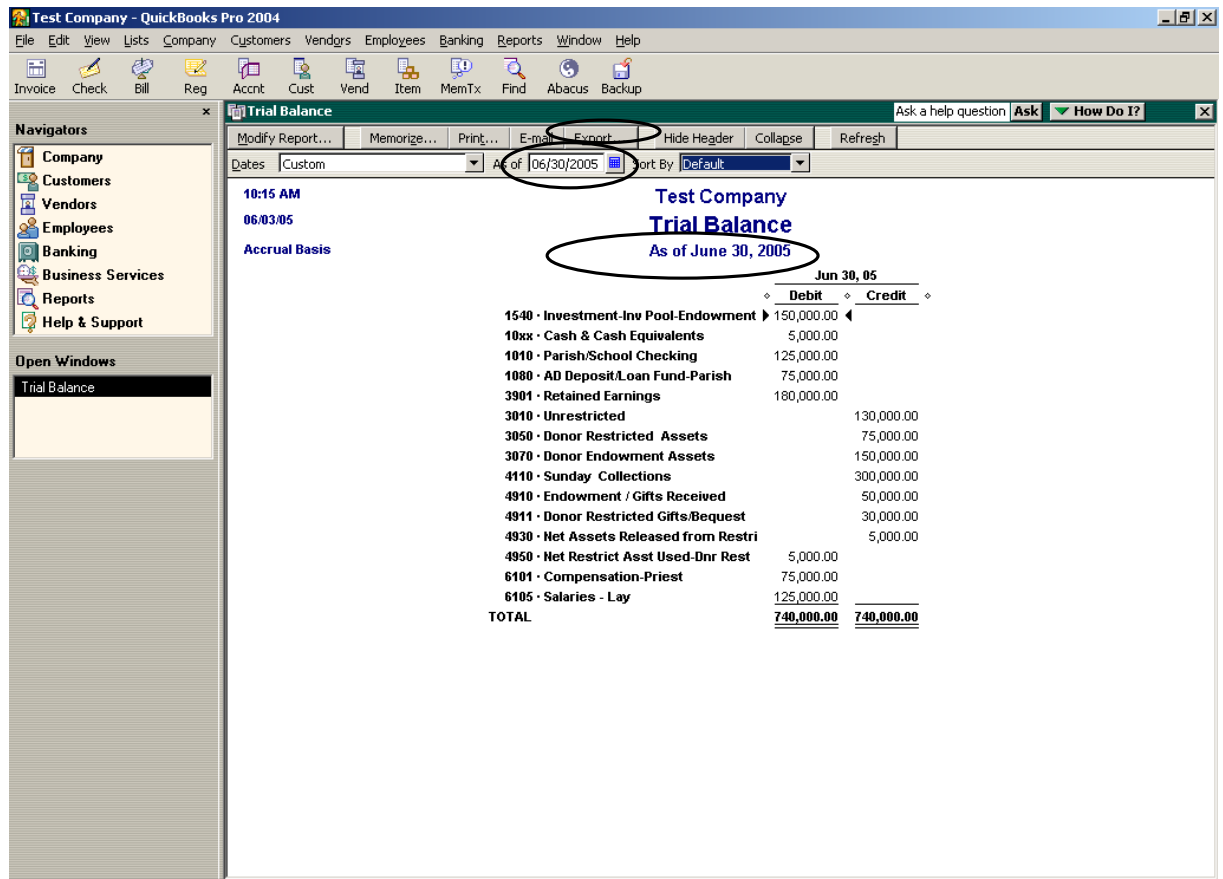 Test Company - QuickBooks Pro 2004
File Edit View Lists Company Customers Vendors Employees Banking Reports Window Help
Invoice Check Bill Reg Accnt Cust Vend Item MemTx Find Abacus Backup
Trial Balance Ask a help question Ask How Do I?
Navigators
Company
Customers
Vendors
Employees
Banking
Business Services
Reports
Help & Support
Open Windows
Trial Balance
Modify Report... Memorize... Print... E-mail Export... Hide Header Collapse Refresh
Dates Custom As of 06/30/2005 Sort By Default
10:15 AM Test Company
06/03/05 Trial Balance
Accrual Basis As of June 30, 2005
Jun 30, 05
Debit Credit
1540 · Investment-Inv Pool-Endowment 150,000.00
10xx · Cash & Cash Equivalents 5,000.00
1010 · Parish/School Checking 125,000.00
1080 · AD Deposit/Loan Fund-Parish 75,000.00
3901 · Retained Earnings 180,000.00
3010 · Unrestricted 130,000.00
3050 · Donor Restricted Assets 75,000.00
3070 · Donor Endowment Assets 150,000.00
4110 · Sunday Collections 300,000.00
4910 · Endowment / Gifts Received 50,000.00
4911 · Donor Restricted Gifts/Bequest 30,000.00
4930 · Net Assets Released from Restri 5,000.00
4950 · Net Restrict Asst Used-Dnr Rest 5,000.00
6101 · Compensation-Priest 75,000.00
6105 · Salaries - Lay 125,000.00
TOTAL 740,000.00 740,000.00